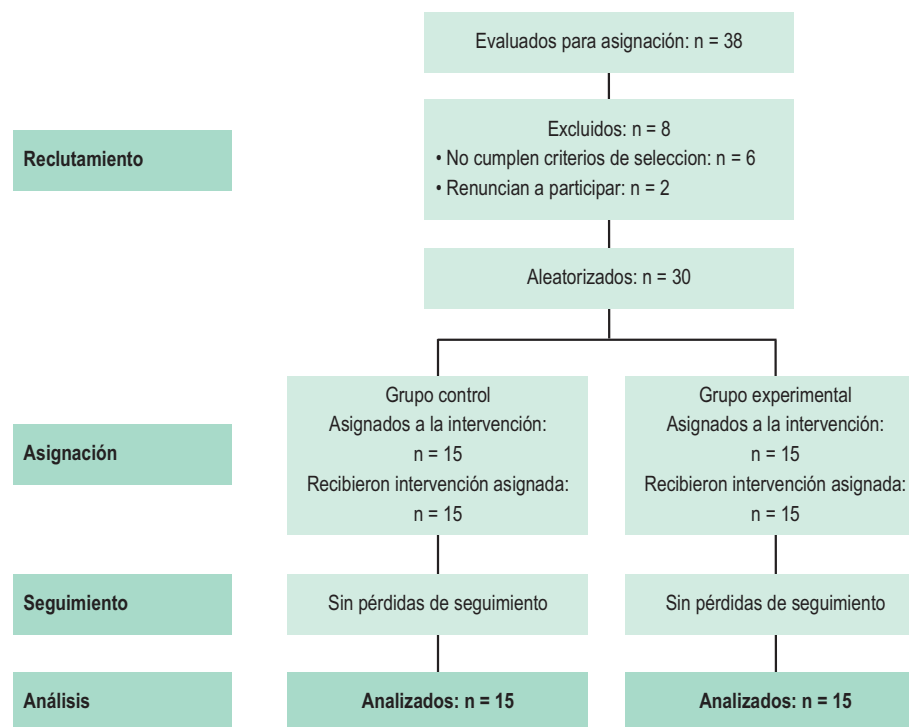 Evaluados para asignación: n = 38
Reclutamiento
Excluidos: n = 8
• No cumplen criterios de seleccion: n = 6
• Renuncian a participar: n = 2
Aleatorizados: n = 30
Asignación
Grupo control
Asignados a la intervención:
n = 15
Recibieron intervención asignada:
n = 15
Grupo experimental
Asignados a la intervención:
n = 15
Recibieron intervención asignada:
n = 15
Seguimiento
Sin pérdidas de seguimiento
Sin pérdidas de seguimiento
Análisis
Analizados: n = 15
Analizados: n = 15